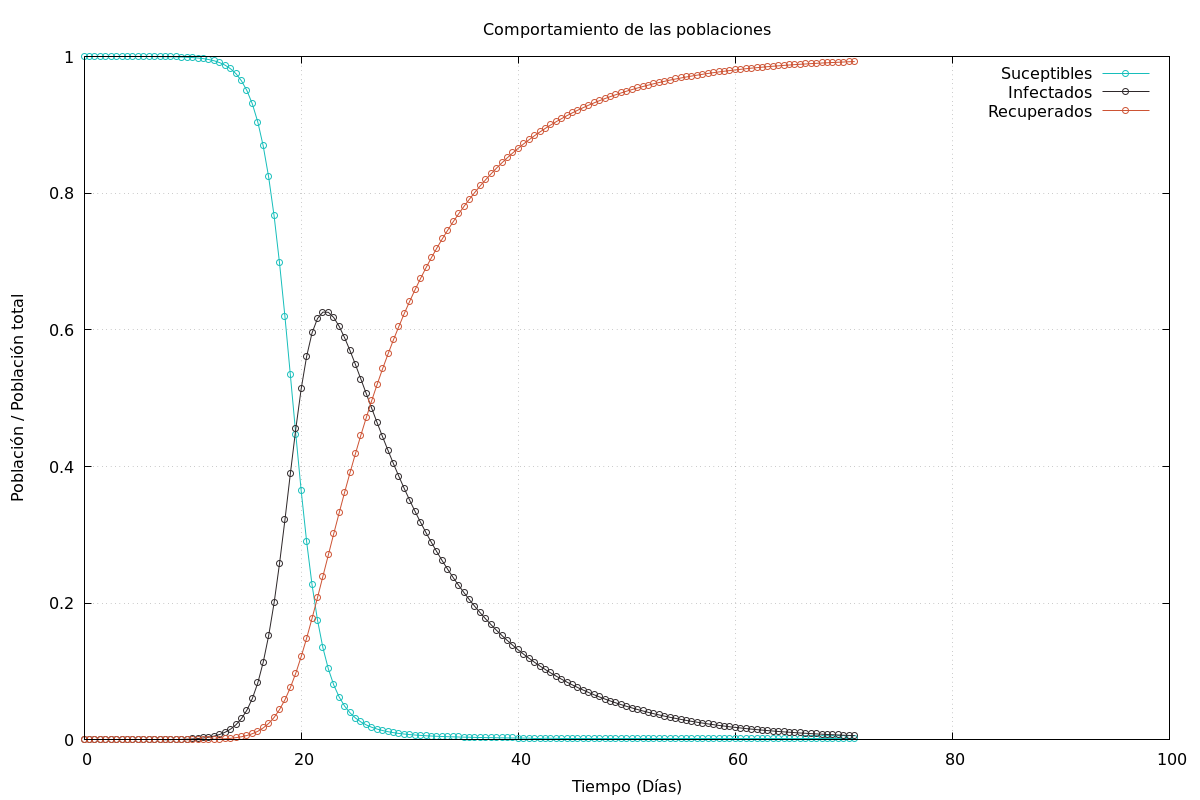 Comportamiento de las poblaciones
Suceptibles
Infectados
Recuperados
1
0.8
0.6
0.4
0.2
0
Población / Población total
0 20 40 60 80 100
Tiempo (Días)